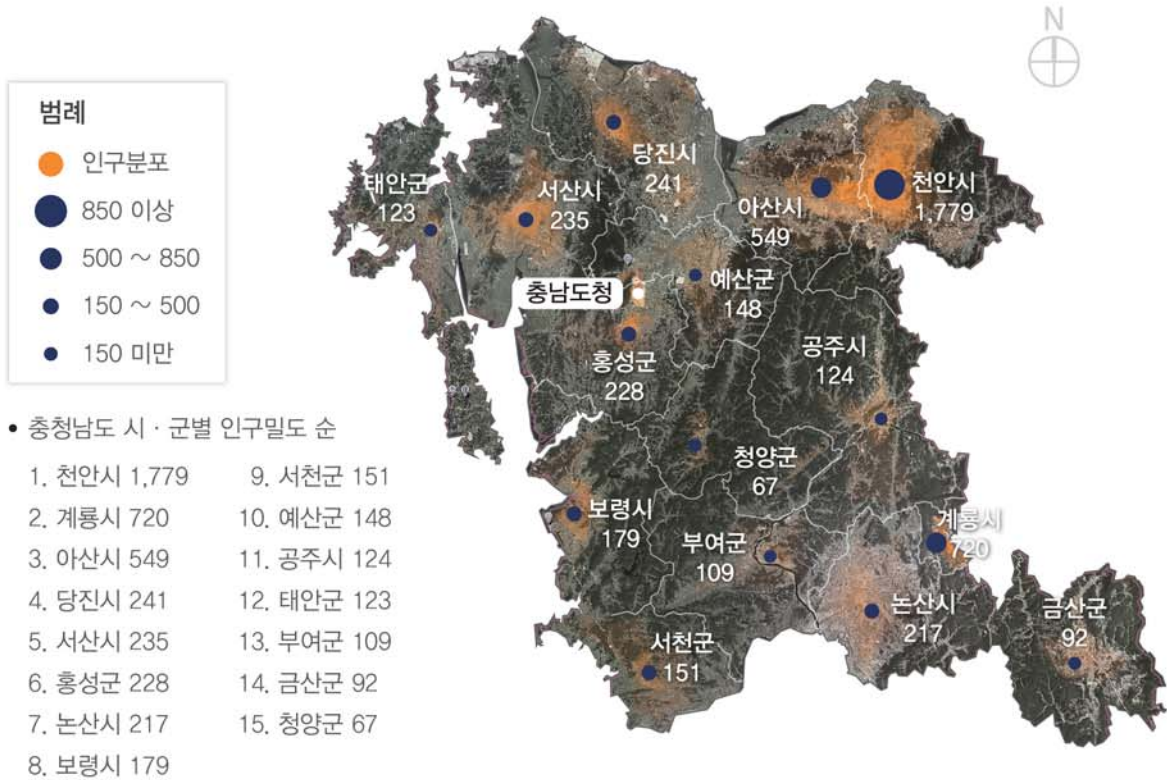 N
범례
인구분포
850 이상
500 ~ 850
150 ~ 500
150 미만
• 충청남도 시 · 군별 인구밀도 순
1. 천안시 1,779
2. 계룡시 720
3. 아산시 549
4. 당진시 241
5. 서산시 235
6. 홍성군 228
7. 논산시 217
8. 보령시 179
9. 서천군 151
10. 예산군 148
11. 공주시 124
12. 태안군 123
13. 부여군 109
14. 금산군 92
15. 청양군 67
당진시
241
태안군
123
서산시
235
아산시
549
천안시
1,779
충남도청
예산군
148
홍성군
228
공주시
124
청양군
67
보령시
179
부여군
109
계룡시
720
논산시
217
금산군
92
서천군
151